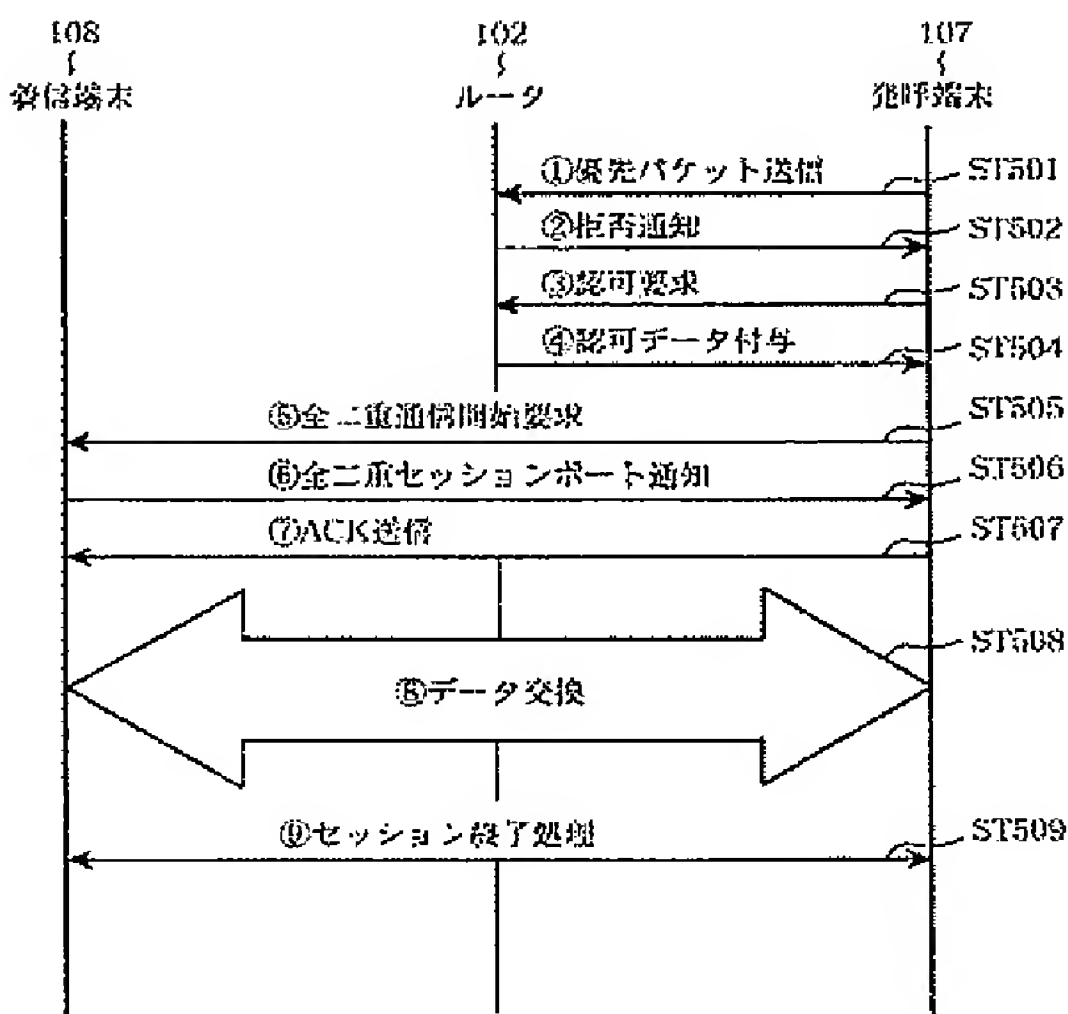 108
102
107
着信端末
ルータ
発呼端末
①優先パケット送信
ST501
②拒否通知
ST502
③認可要求
ST503
④認可データ付与
ST504
⑤全二重通信開始要求
ST505
⑥全二重セッションポート通知
ST506
⑦ACK送信
ST507
ST508
⑧データ交換
⑨セッション終了処理
ST509